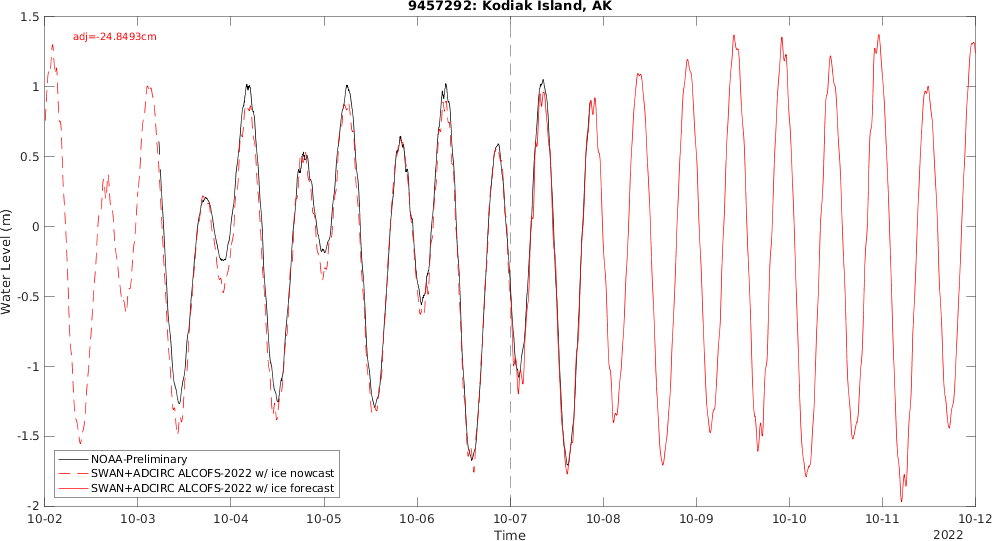 9457292: Kodiak Island, AK
adj=-24.8493cm
Water Level (m)
1.5
1
0.5
0
-0.5
-1
-1.5
-2
NOAA-Preliminary
SWAN+ADCIRC ALCOFS-2022 w/ ice nowcast
SWAN+ADCIRC ALCOFS-2022 w/ ice forecast
10-02 10-03 10-04 10-05 10-06 10-07 10-08 10-09 10-10 10-11 10-12
Time
2022